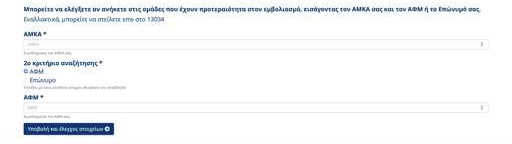 Μπορείτε να ελέγξετε αν ανήκετε στις ομάδες που έχουν προτεραιότητα στον εμβολιασμό, εισάγοντας τον ΑΜΚΑ σας και τον ΑΦΜ ή το Επώνυμό σας.
Εναλλακτικά, μπορείτε να στείλετε sms στο 13034
ΑΜΚΑ *
ΑΜΚΑ
Συμπληρώστε τον ΑΜΚΑ σας
2ο κριτήριο αναζήτησης *
ΑΦΜ
Επώνυμο
ΑΦΜ *
ΑΦΜ
Συμπληρώστε τον ΑΦΜ σας
Υποβολή και έλεγχος στοιχείων